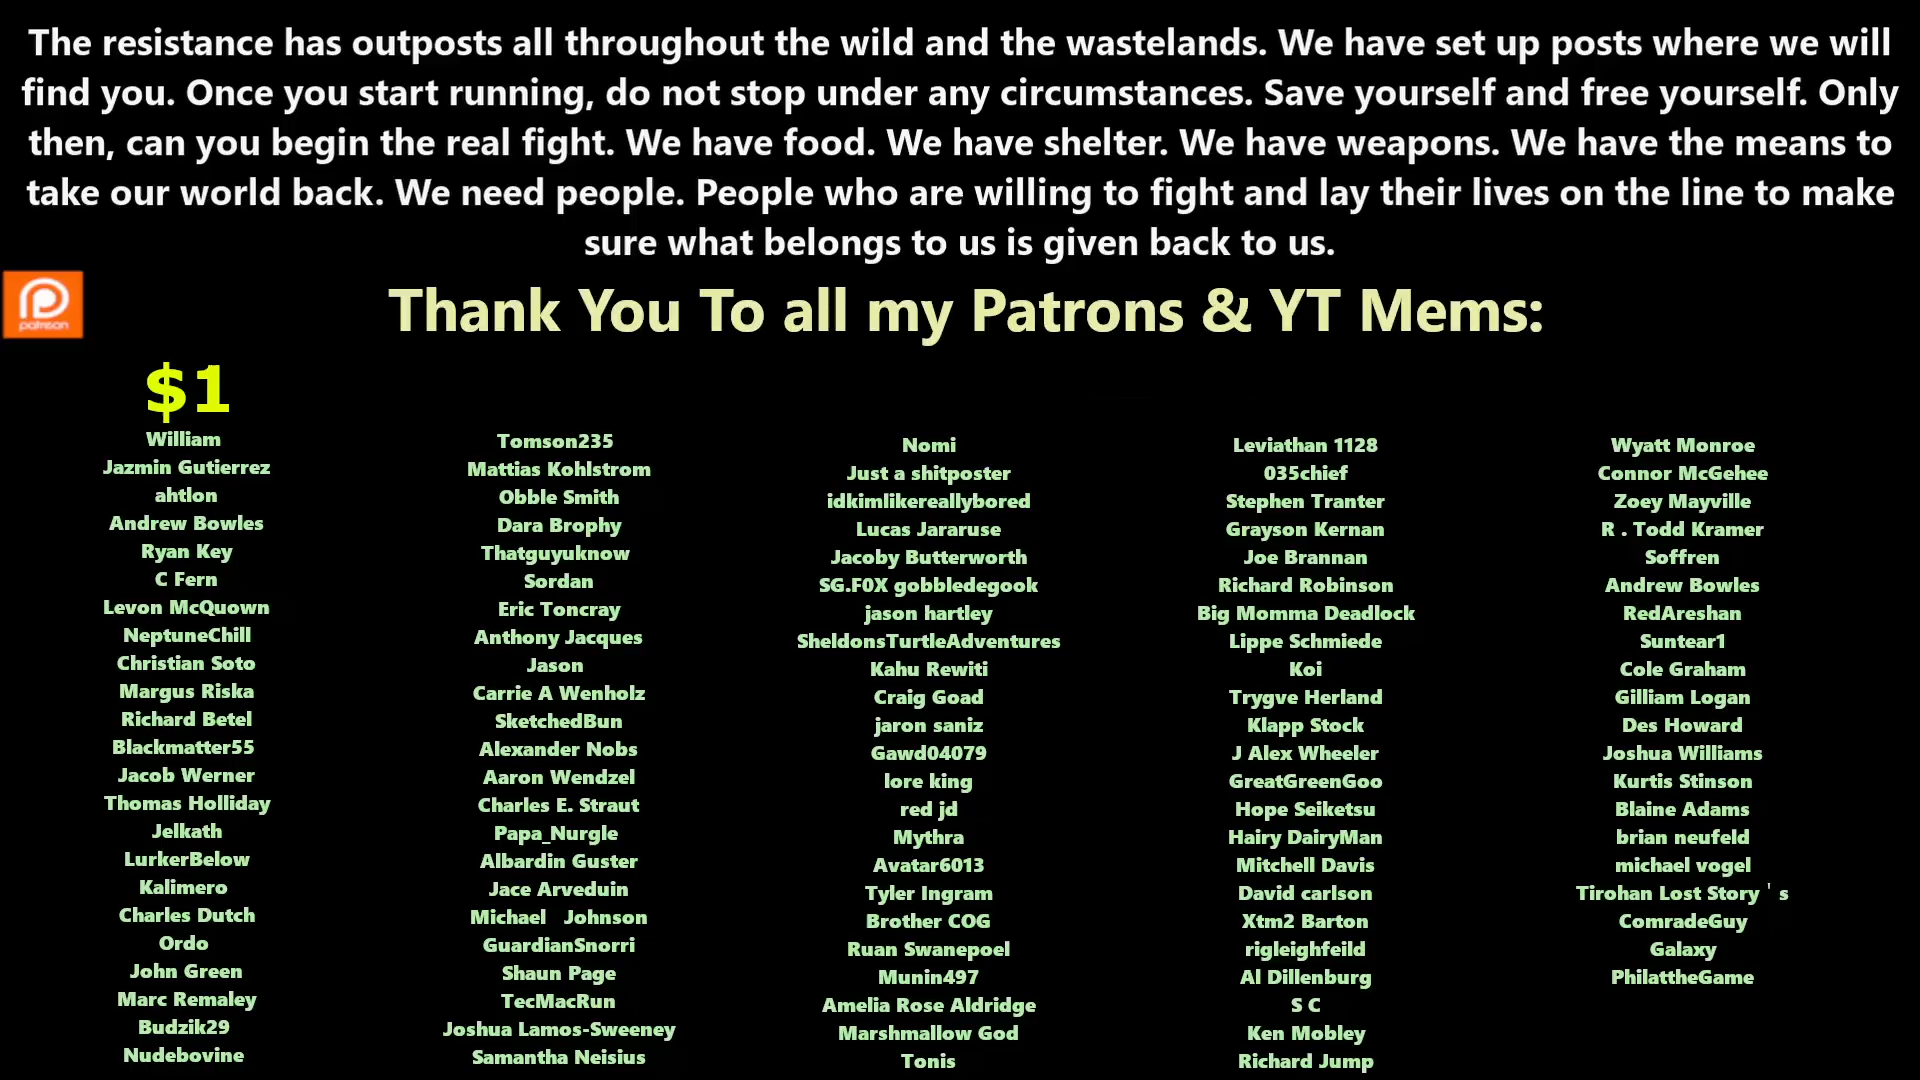 The resistance has outposts all throughout the wild and the wastelands. We have set up posts where we will
find you. Once you start running, do not stop under any circumstances. Save yourself and free yourself. Only
then, can you begin the real fight. We have food. We have shelter. We have weapons. We have the means to
take our world back. We need people. People who are willing to fight and lay their lives on the line to make
sure what belongs to us is given back to us.
patreon
Thank You To all my Patrons & YT Mems:
$1
William
Jazmin Gutierrez
ahtlon
Andrew Bowles
Ryan Key
C Fern
Levon McQuown
NeptuneChill
Christian Soto
Margus Riska
Richard Betel
Blackmatter55
Jacob Werner
Thomas Holliday
Jelkath
LurkerBelow
Kalimero
Charles Dutch
Ordo
John Green
Marc Remaley
Budzik29
Nudebovine
Tomson235
Mattias Kohlstrom
Obble Smith
Dara Brophy
Thatguyuknow
Sordan
Eric Toncray
Anthony Jacques
Jason
Carrie A Wenholz
SketchedBun
Alexander Nobs
Aaron Wendzel
Charles E. Straut
Papa_Nurgle
Albardin Guster
Jace Arveduin
Michael Johnson
GuardianSnorri
Shaun Page
TecMacRun
Joshua Lamos-Sweeney
Samantha Neisius
Nomi
Just a shitposter
idkimlikereallybored
Lucas Jararuse
Jacoby Butterworth
SG.F0X gobbledegook
jason hartley
SheldonsTurtleAdventures
Kahu Rewiti
Craig Goad
jaron saniz
Gawd04079
lore king
red jd
Mythra
Avatar6013
Tyler Ingram
Brother COG
Ruan Swanepoel
Munin497
Amelia Rose Aldridge
Marshmallow God
Tonis
Leviathan 1128
035chief
Stephen Tranter
Grayson Kernan
Joe Brannan
Richard Robinson
Big Momma Deadlock
Lippe Schmiede
Koi
Trygve Herland
Klapp Stock
J Alex Wheeler
GreatGreenGoo
Hope Seiketsu
Hairy DairyMan
Mitchell Davis
David carlson
Xtm2 Barton
rigleighfeild
Al Dillenburg
S C
Ken Mobley
Richard Jump
Wyatt Monroe
Connor McGehee
Zoey Mayville
R . Todd Kramer
Soffren
Andrew Bowles
RedAreshan
Suntear1
Cole Graham
Gilliam Logan
Des Howard
Joshua Williams
Kurtis Stinson
Blaine Adams
brian neufeld
michael vogel
Tirohan Lost Story ' s
ComradeGuy
Galaxy
PhilattheGame